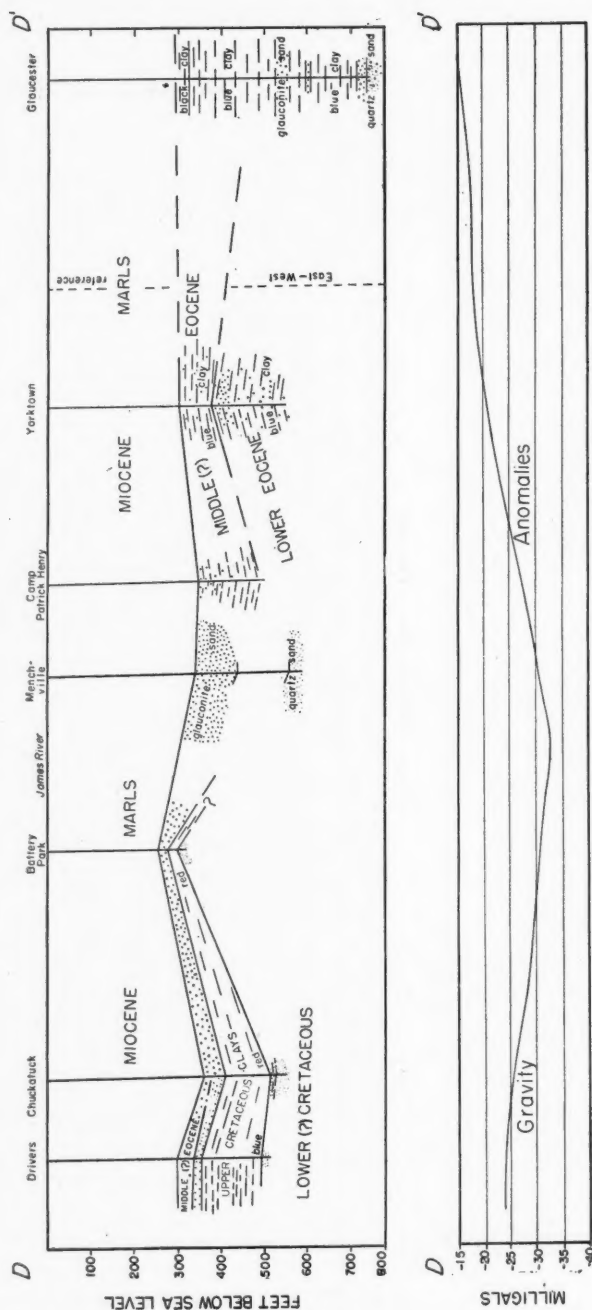 D
D'
Drivers
Chuckatuck
Battery
Park
James River
Mench-
ville
Camp
Patrick Henry
Yorktown
Gloucester
FEET BELOW SEA LEVEL
100
200
300
400
500
600
700
800
MIOCENE
MARLS
MIOCENE
MARLS
reference
East-West
MIDDLE (?) EOCENE
UPPER
CRETACEOUS
CLAYS
blue
red
red
LOWER (?) CRETACEOUS
?
glauconite
sand
quartz
sand
MIDDLE (?)
EOCENE
LOWER
EOCENE
blue
clay
blue
clay
black
clay
blue
clay
glauconite
sand
blue
clay
quartz
sand
D
D'
MILLIGALS
-15
-20
-25
-30
-35
-40
Gravity
Anomalies